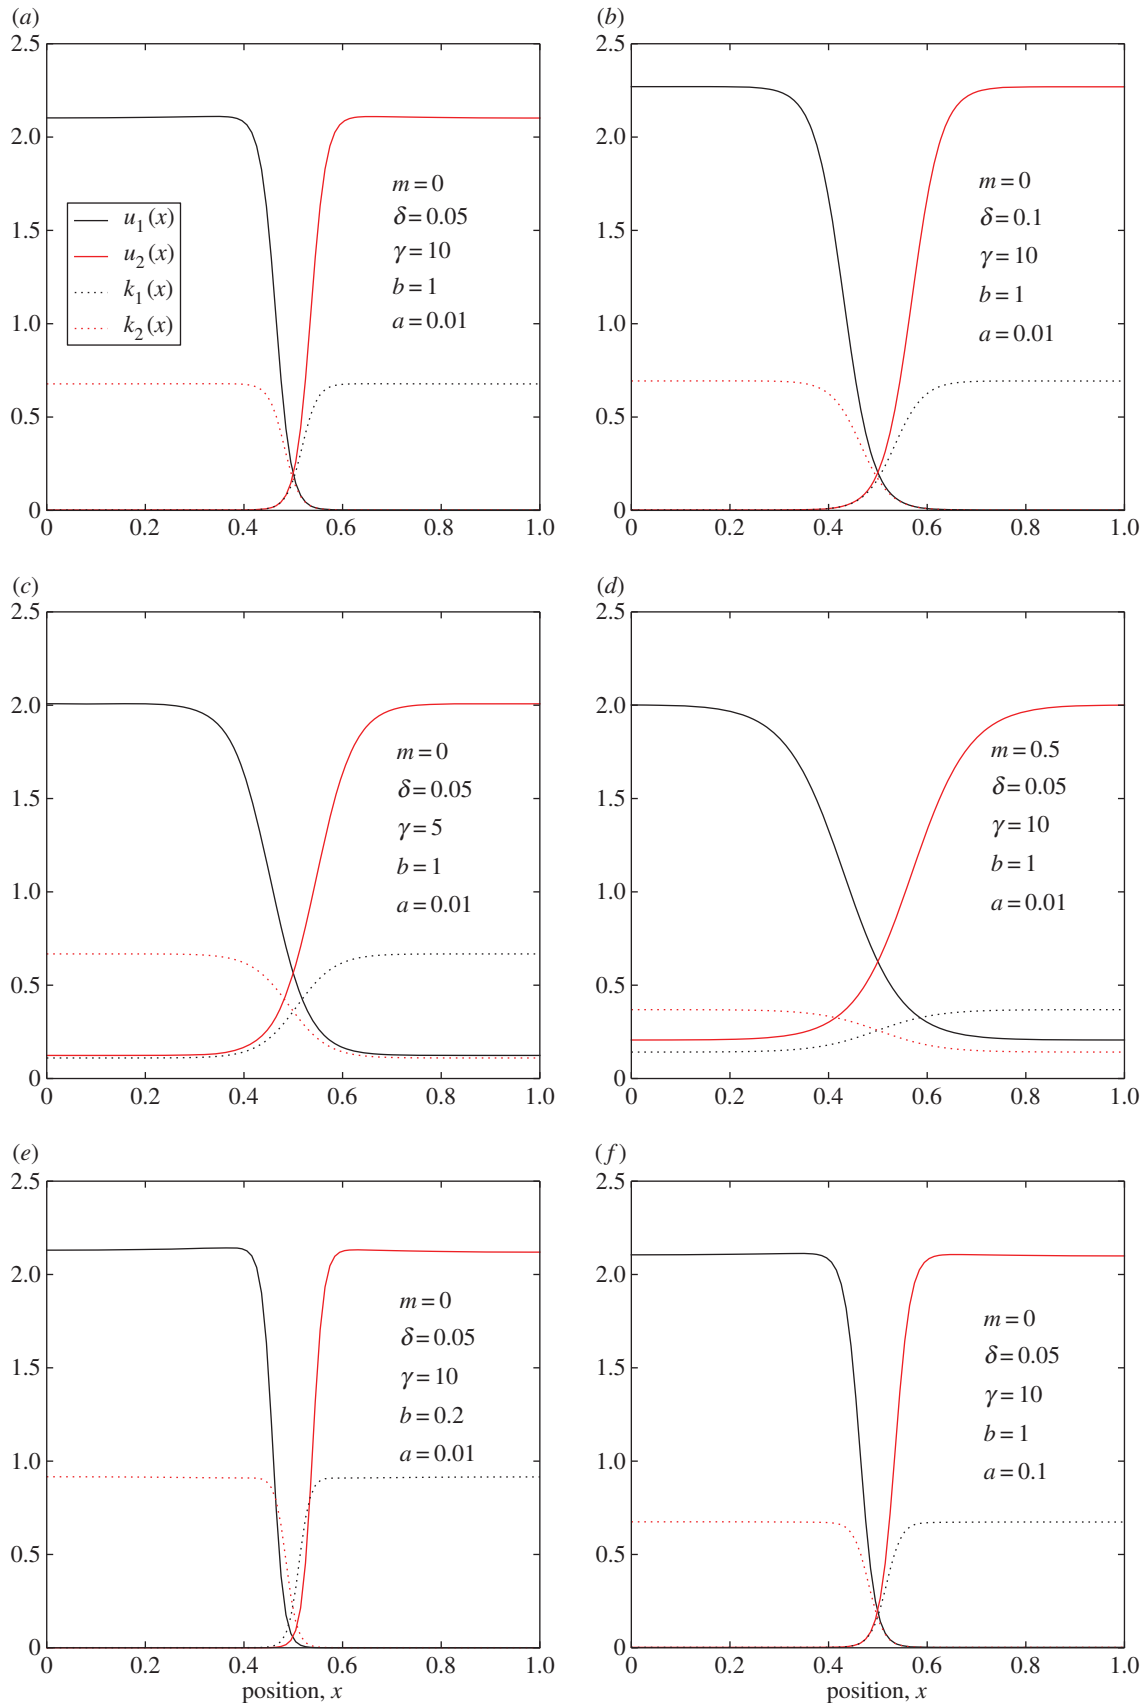 (a)
2.5
2.0
1.5
1.0
0.5
0
0 0.2 0.4 0.6 0.8 1.0
u1(x)
u2(x)
k1(x)
k2(x)
m = 0
δ = 0.05
γ = 10
b = 1
a = 0.01
(b)
2.5
2.0
1.5
1.0
0.5
0
0 0.2 0.4 0.6 0.8 1.0
m = 0
δ = 0.1
γ = 10
b = 1
a = 0.01
(c)
2.5
2.0
1.5
1.0
0.5
0
0 0.2 0.4 0.6 0.8 1.0
m = 0
δ = 0.05
γ = 5
b = 1
a = 0.01
(d)
2.5
2.0
1.5
1.0
0.5
0
0 0.2 0.4 0.6 0.8 1.0
m = 0.5
δ = 0.05
γ = 10
b = 1
a = 0.01
(e)
2.5
2.0
1.5
1.0
0.5
0
0 0.2 0.4 0.6 0.8 1.0
position, x
m = 0
δ = 0.05
γ = 10
b = 0.2
a = 0.01
(f)
2.5
2.0
1.5
1.0
0.5
0
0 0.2 0.4 0.6 0.8 1.0
position, x
m = 0
δ = 0.05
γ = 10
b = 1
a = 0.1